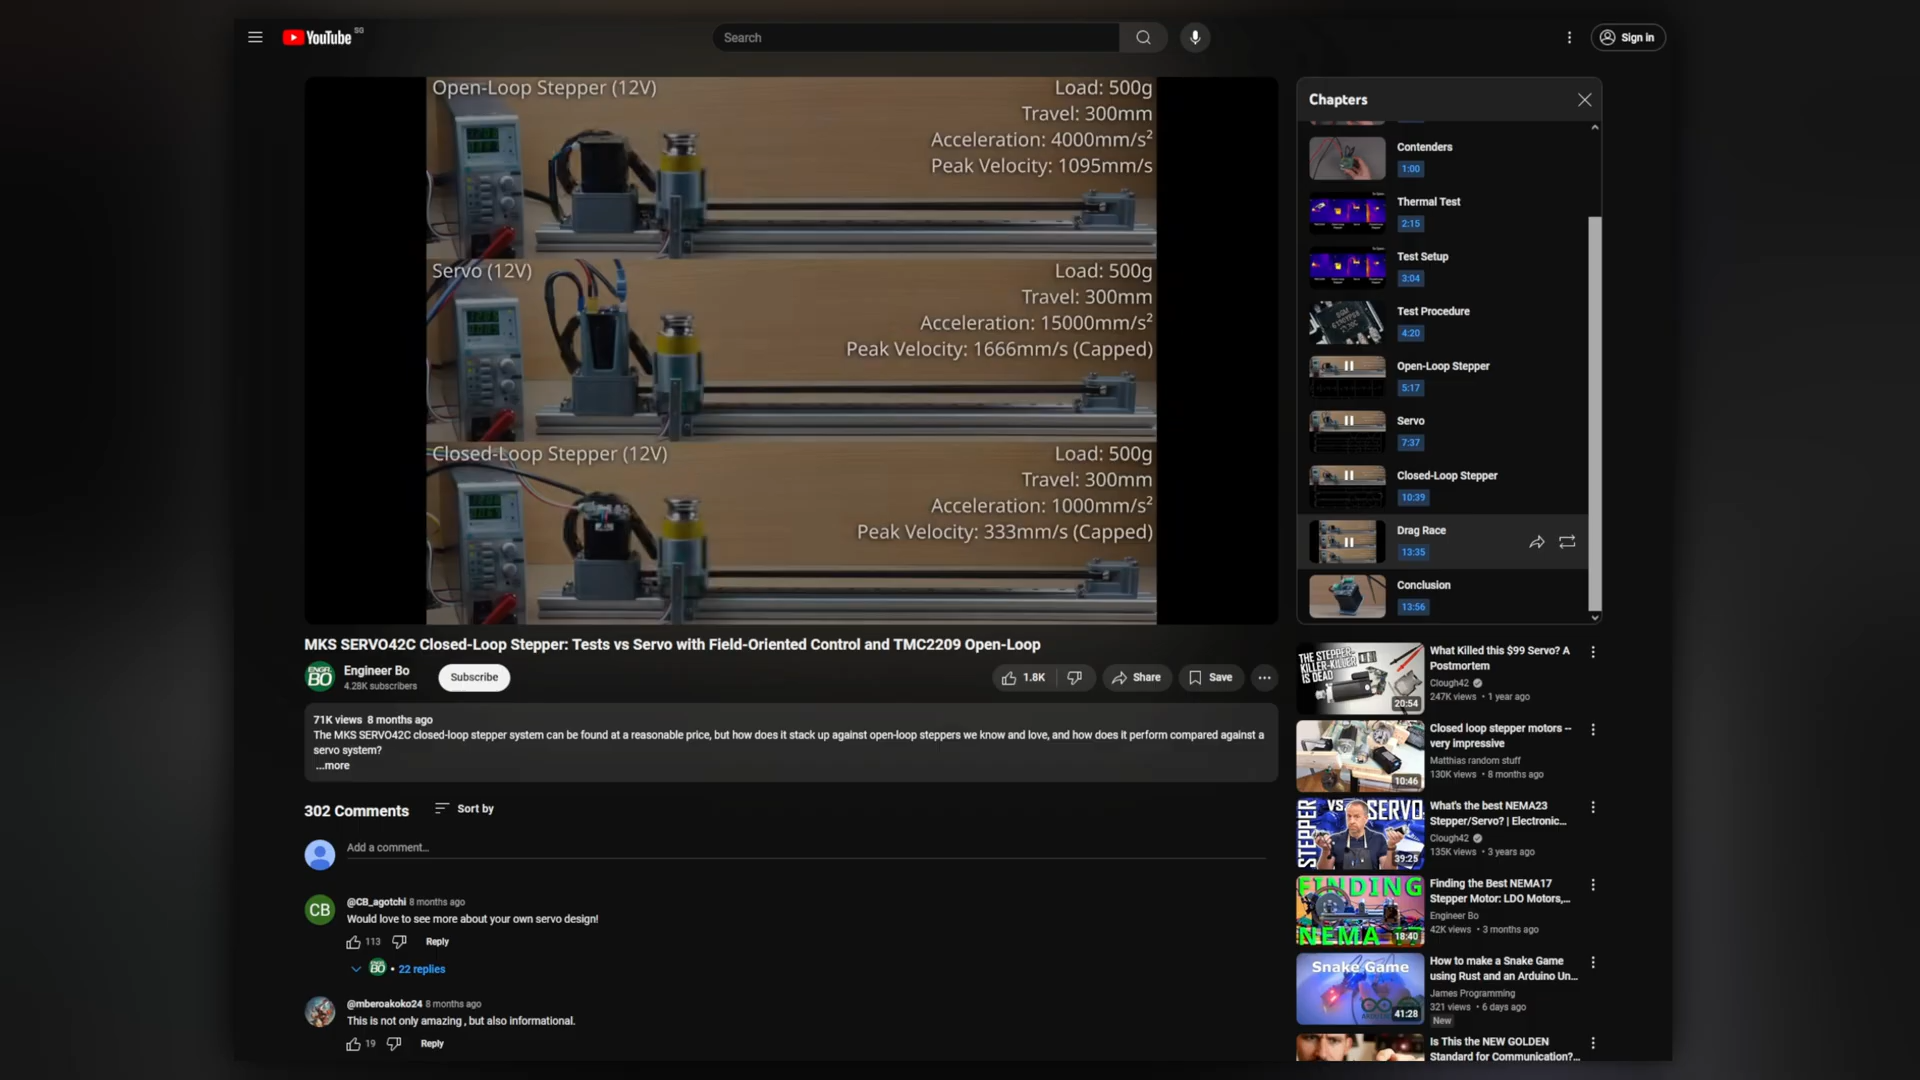 YouTube SG
Search
Sign in
Open-Loop Stepper (12V)
Load: 500g
Travel: 300mm
Acceleration: 4000mm/s²
Peak Velocity: 1095mm/s
Servo (12V)
Load: 500g
Travel: 300mm
Acceleration: 15000mm/s²
Peak Velocity: 1666mm/s (Capped)
Closed-Loop Stepper (12V)
Load: 500g
Travel: 300mm
Acceleration: 1000mm/s²
Peak Velocity: 333mm/s (Capped)
MKS SERVO42C Closed-Loop Stepper: Tests vs Servo with Field-Oriented Control and TMC2209 Open-Loop
ENGR. BO
Engineer Bo
4.28K subscribers
Subscribe
1.8K
Share
Save
71K views 8 months ago
The MKS SERVO42C closed-loop stepper system can be found at a reasonable price, but how does it stack up against open-loop steppers we know and love, and how does it perform compared against a
servo system?
...more
302 Comments
Sort by
Add a comment...
CB
@CB_agotchi 8 months ago
Would love to see more about your own servo design!
113
Reply
• 22 replies
@mberoakoko24 8 months ago
This is not only amazing , but also informational.
19
Reply
Chapters
Contenders
1:00
Thermal Test
2:15
Test Setup
3:04
Test Procedure
4:20
Open-Loop Stepper
5:17
Servo
7:37
Closed-Loop Stepper
10:39
Drag Race
13:35
Conclusion
13:56
THE STEPPER-
KILLER-KILLER
IS DEAD
20:54
What Killed this $99 Servo? A
Postmortem
Clough42
247K views • 1 year ago
10:46
Closed loop stepper motors --
very impressive
Matthias random stuff
130K views • 8 months ago
STEPPER
VS.
SERVO
39:25
What's the best NEMA23
Stepper/Servo? | Electronic...
Clough42
135K views • 3 years ago
FINDING
NEMA 17
18:40
Finding the Best NEMA17
Stepper Motor: LDO Motors,...
Engineer Bo
42K views • 3 months ago
Snake Game
41:28
How to make a Snake Game
using Rust and an Arduino Un...
James Programming
321 views • 6 days ago
New
Is This the NEW GOLDEN
Standard for Communication?...